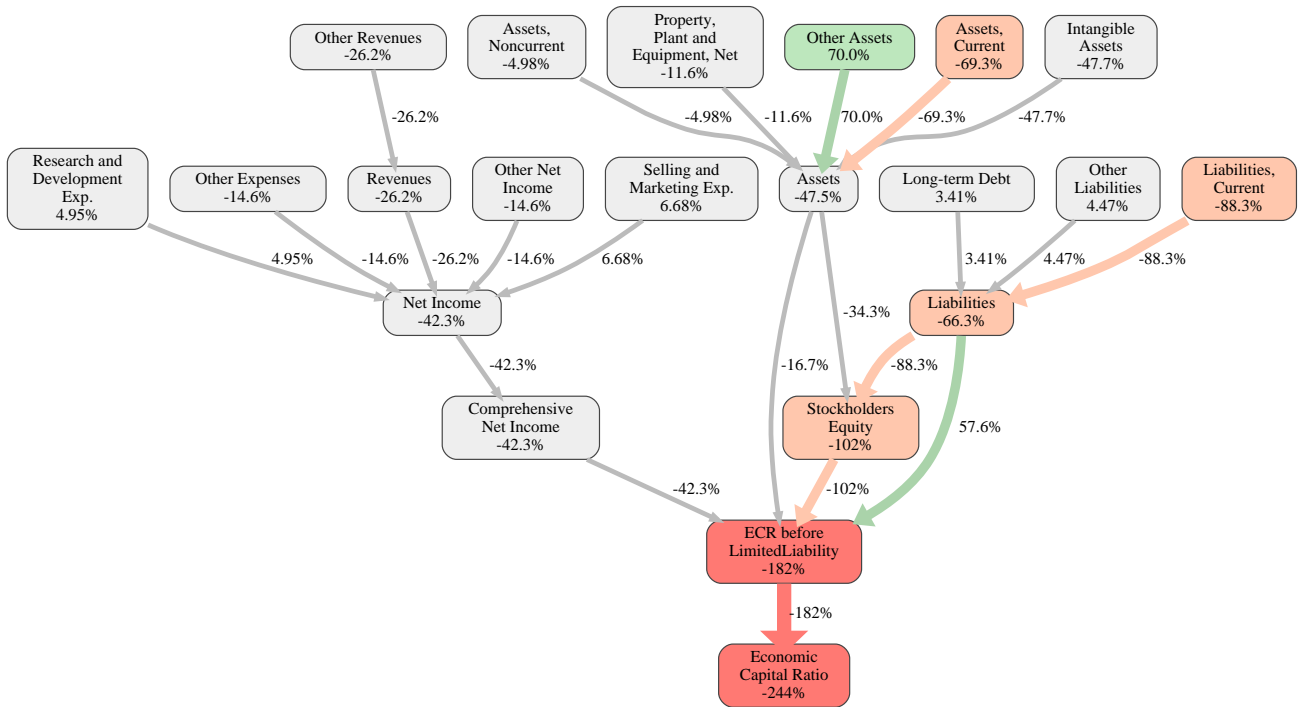 Other Revenues
-26.2%
Assets,
Noncurrent
-4.98%
Property,
Plant and
Equipment, Net
-11.6%
Other Assets
70.0%
Assets,
Current
-69.3%
Intangible
Assets
-47.7%
-26.2%
-4.98%
-11.6%
70.0%
-69.3%
-47.7%
Research and
Development
Exp.
4.95%
Other Expenses
-14.6%
Revenues
-26.2%
Other Net
Income
-14.6%
Selling and
Marketing Exp.
6.68%
Assets
-47.5%
Long-term Debt
3.41%
Other
Liabilities
4.47%
Liabilities,
Current
-88.3%
4.95%
-14.6%
-26.2%
-14.6%
6.68%
3.41%
4.47%
-88.3%
Net Income
-42.3%
-34.3%
Liabilities
-66.3%
-42.3%
-16.7%
-88.3%
Comprehensive
Net Income
-42.3%
Stockholders
Equity
-102%
57.6%
-42.3%
-102%
ECR before
LimitedLiability
-182%
-182%
Economic
Capital Ratio
-244%